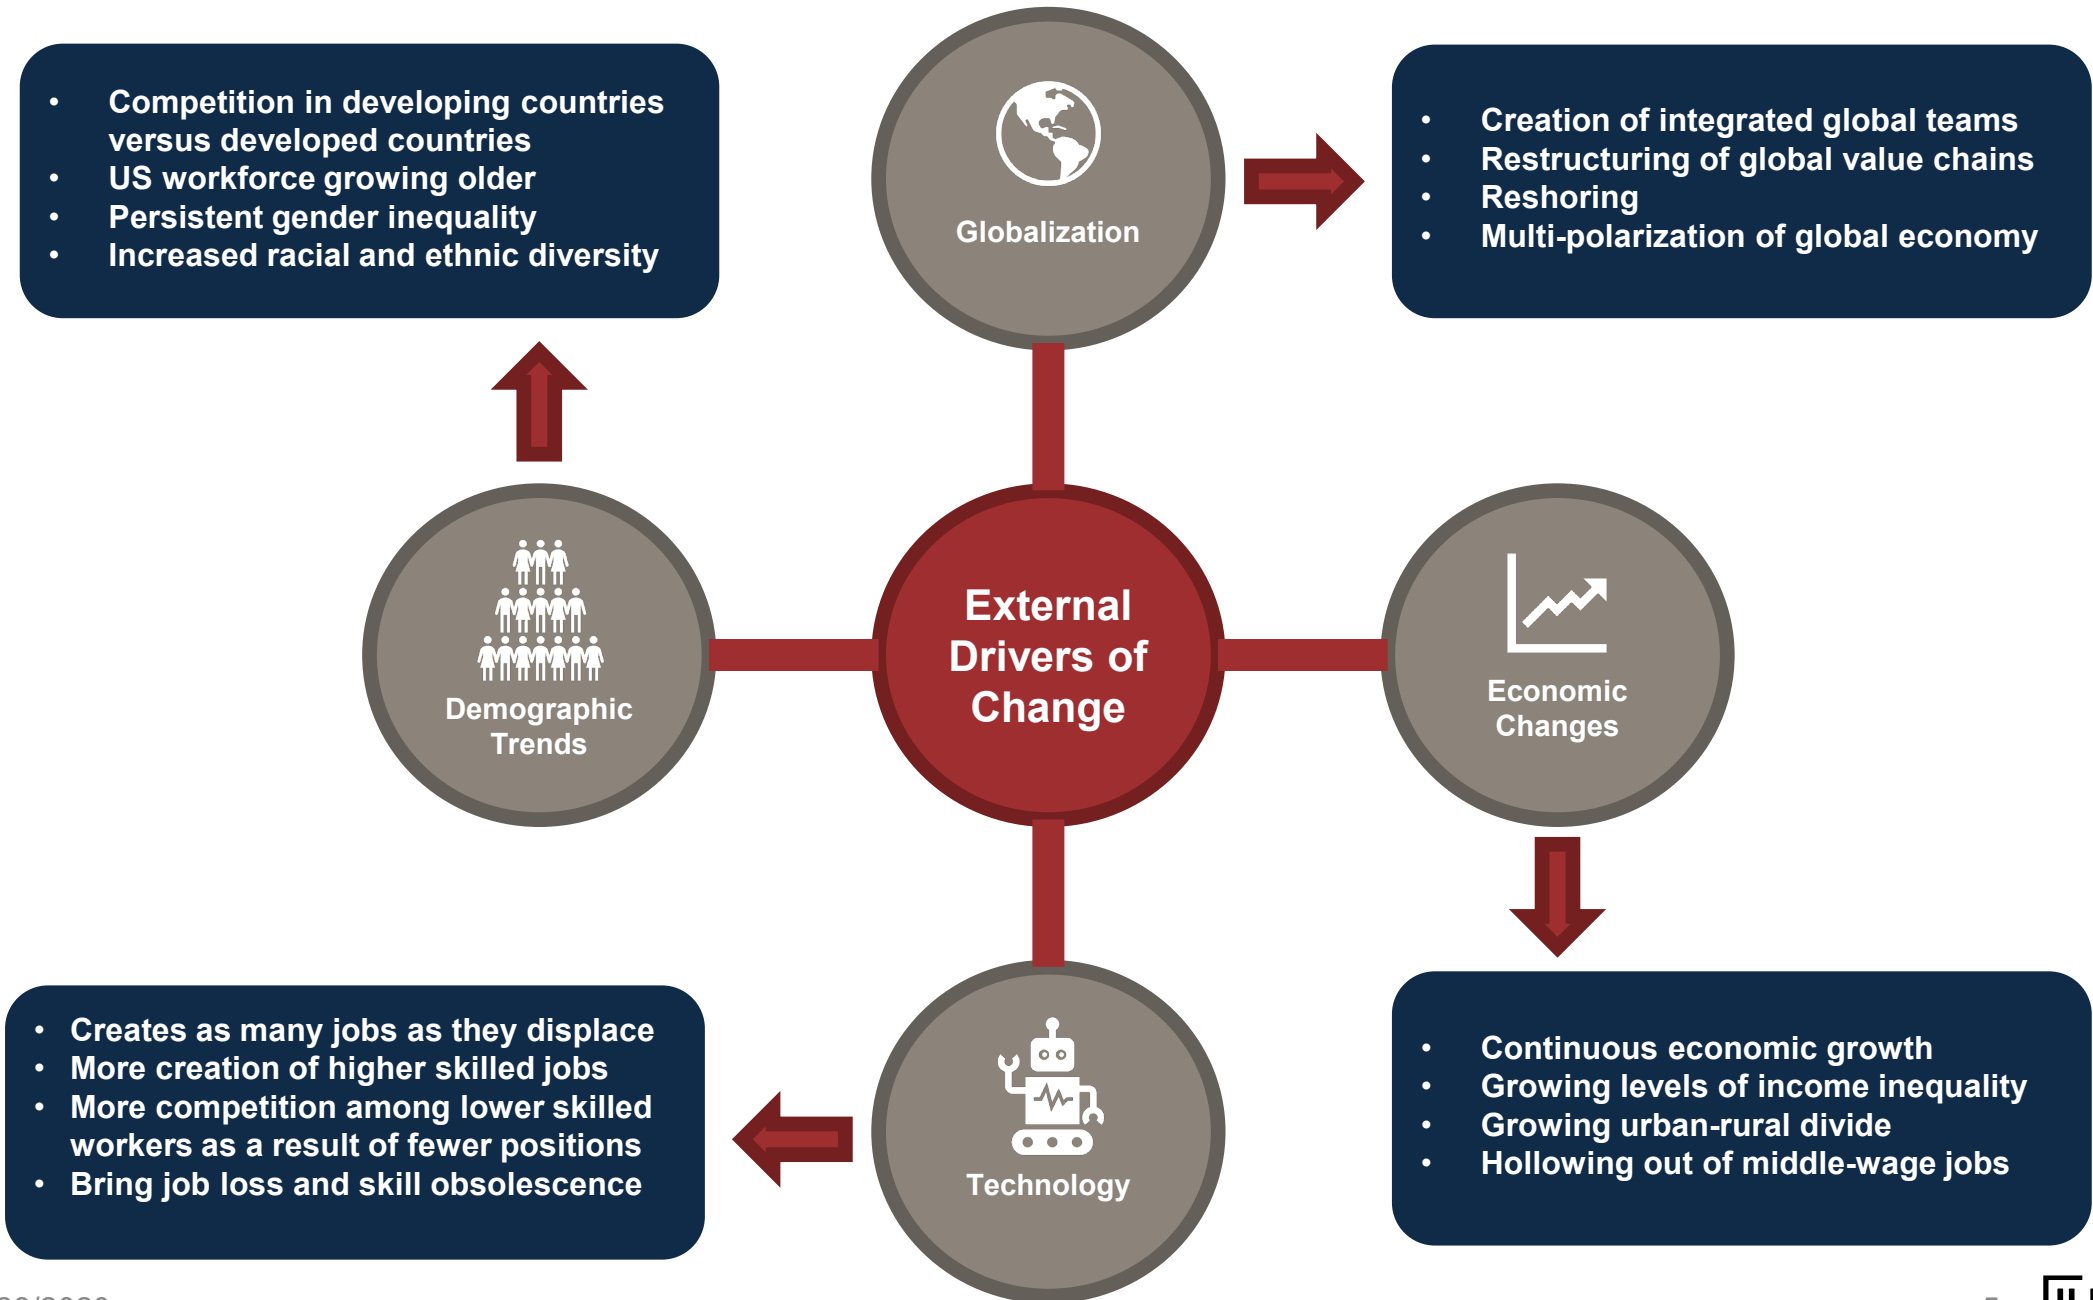 • Competition in developing countries
versus developed countries
• US workforce growing older
• Persistent gender inequality
• Increased racial and ethnic diversity
Globalization
• Creation of integrated global teams
• Restructuring of global value chains
• Reshoring
• Multi-polarization of global economy
Demographic
Trends
External
Drivers of
Change
Economic
Changes
• Creates as many jobs as they displace
• More creation of higher skilled jobs
• More competition among lower skilled
workers as a result of fewer positions
• Bring job loss and skill obsolescence
Technology
• Continuous economic growth
• Growing levels of income inequality
• Growing urban-rural divide
• Hollowing out of middle-wage jobs